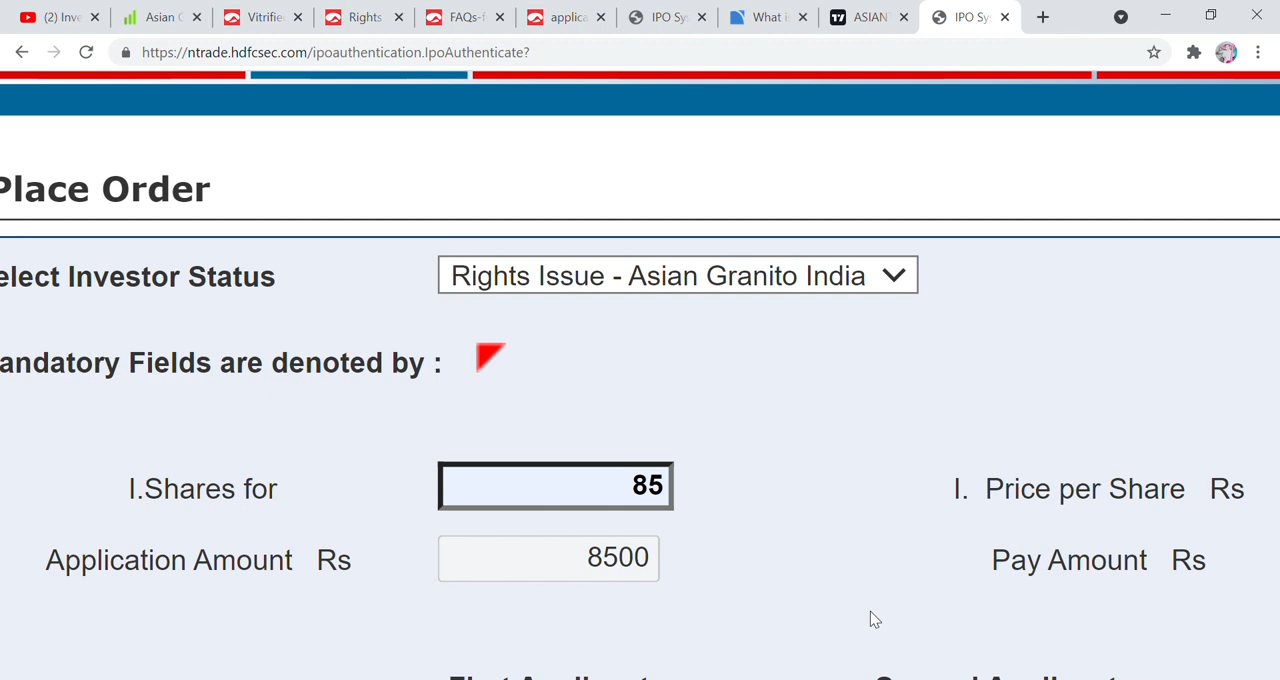 (2) Inve
Asian G
Vitrifie
Rights
FAQs-f
applica
IPO Sy
What i
ASIANT
IPO Sy
https://ntrade.hdfcsec.com/ipoauthentication.IpoAuthenticate?
Place Order
elect Investor Status
Rights Issue - Asian Granito India
andatory Fields are denoted by :
I.Shares for
85
I. Price per Share Rs
Application Amount Rs
8500
Pay Amount Rs